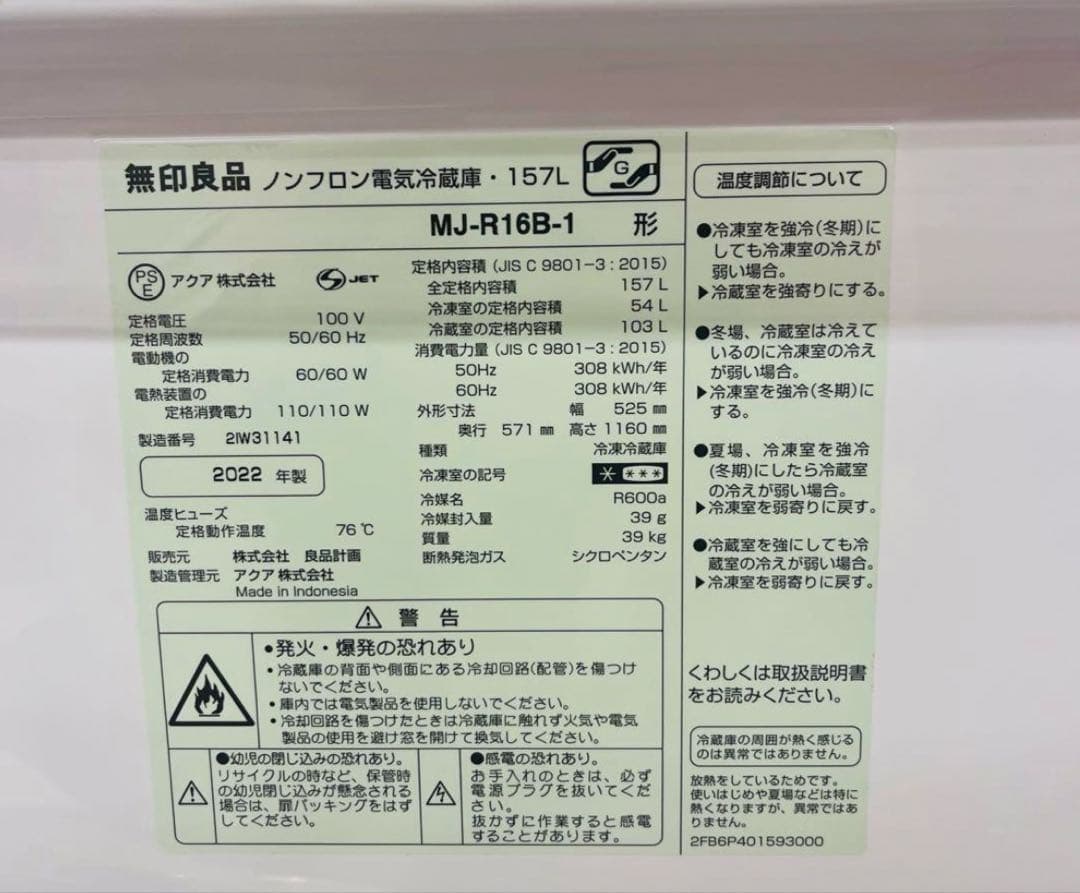 無印良品 ノンフロン電気冷蔵庫・157L
G
MJ-R16B-1 形
PS
E
アクア 株式会社
S JET
定格電圧 100 V
定格周波数 50/60 Hz
電動機の
定格消費電力 60/60 W
電熱装置の
定格消費電力 110/110 W
製造番号 2IW31141
2022 年製
温度ヒューズ
定格動作温度 76℃
販売元 株式会社 良品計画
製造管理元 アクア 株式会社
Made in Indonesia
定格内容積 (JIS C 9801-3 : 2015)
全定格内容積 157 L
冷凍室の定格内容積 54 L
冷蔵室の定格内容積 103 L
消費電力量 (JIS C 9801-3 : 2015)
50Hz 308 kWh/年
60Hz 308 kWh/年
外形寸法 幅 525 ㎜
奥行 571 ㎜ 高さ 1160 ㎜
種類 冷凍冷蔵庫
冷凍室の記号 * ***
冷媒名 R600a
冷媒封入量 39 g
質量 39 kg
断熱発泡ガス シクロペンタン
警 告
●発火・爆発の恐れあり
・冷蔵庫の背面や側面にある冷却回路(配管)を傷つけ
ないでください。
・庫内では電気製品を使用しないでください。
・冷却回路を傷つけたときは冷蔵庫に触れず火気や電気
製品の使用を避け窓を開けて換気してください。
●幼児の閉じ込みの恐れあり。
リサイクルの時など、保管時
の幼児閉じ込みが懸念される
場合は、扉パッキングをはず
してください。
●感電の恐れあり。
お手入れのときは、必ず
電源プラグを抜いてくだ
さい。
抜かずに作業すると感電
することがあります。
温度調節について
●冷凍室を強冷(冬期)に
しても冷凍室の冷えが
弱い場合。
▶冷蔵室を強寄りにする。
●冬場、冷蔵室は冷えて
いるのに冷凍室の冷え
が弱い場合。
▶冷凍室を強冷(冬期)に
する。
●夏場、冷凍室を強冷
(冬期)にしたら冷蔵室
の冷えが弱い場合。
▶冷凍室を弱寄りに戻す。
●冷蔵室を強にしても冷
蔵室の冷えが弱い場合。
▶冷凍室を弱寄りに戻す。
くわしくは取扱説明書
をお読みください。
冷蔵庫の周囲が熱く感じる
のは異常ではありません。
放熱をしているためです。
使いはじめや夏場などは特に
熱くなりますが、異常ではあ
りません。
2FB6P401593000